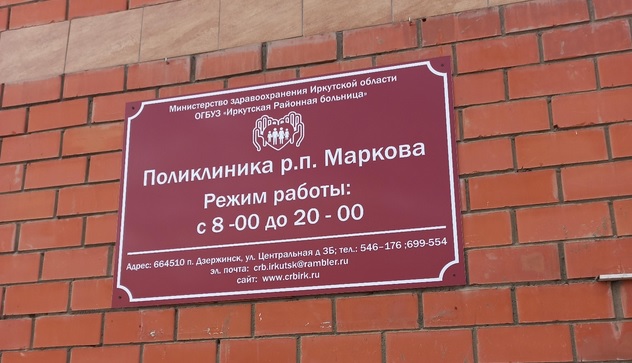 Министерство здравоохранения Иркутской области
ОГБУЗ «Иркутская Районная больница»
Поликлиника р.п. Маркова
Режим работы:
с 8 -00 до 20 - 00
Адрес: 664510 п. Дзержинск, ул. Центральная д 3Б; тел.: 546–176 ;699-554
эл. почта: crb.irkutsk@rambler.ru
сайт: www.crbirk.ru